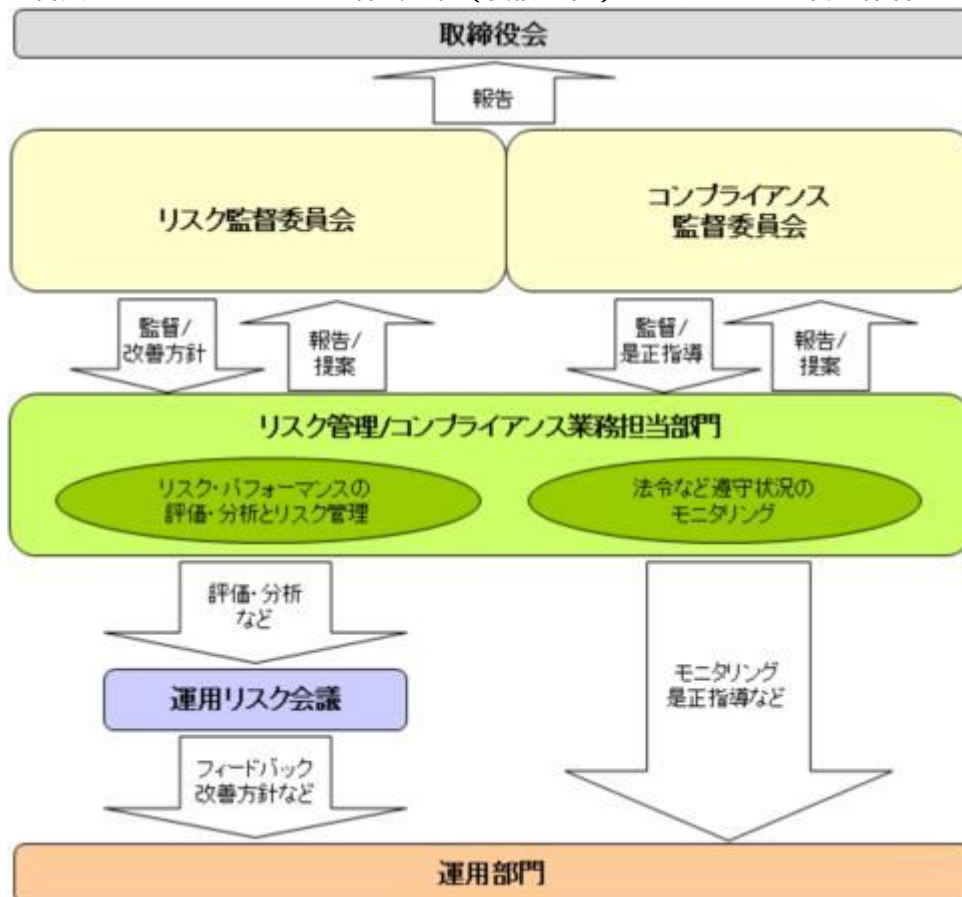 取締役会
報告
リスク監督委員会
コンプライアンス
監督委員会
監督/
改善方針
報告/
提案
監督/
是正指導
報告/
提案
リスク管理/コンプライアンス業務担当部門
リスク・パフォーマンスの
評価・分析とリスク管理
法令など遵守状況の
モニタリング
評価・分析
など
運用リスク会議
モニタリング
是正指導など
フィードバック
改善方針など
運用部門